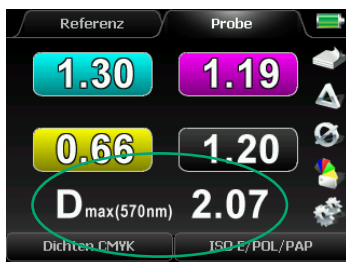 Referenz Probe
1.30 1.19
0.66 1.20
Dmax(570nm) 2.07
Dichten CMYK ISO-E/POL/PAP